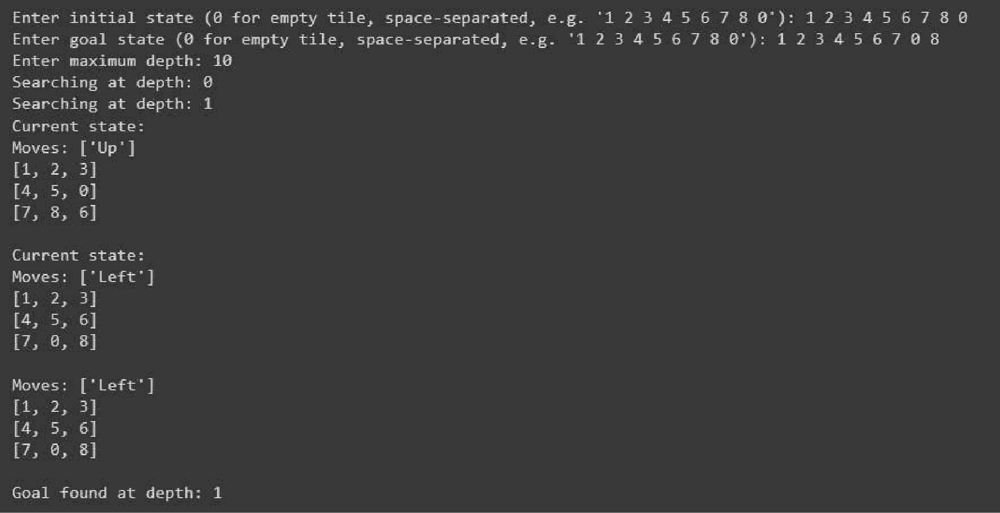 Enter initial state (0 for empty tile, space-separated, e.g. '1 2 3 4 5 6 7 8 0'): 1 2 3 4 5 6 7 8 0
Enter goal state (0 for empty tile, space-separated, e.g. '1 2 3 4 5 6 7 8 0'): 1 2 3 4 5 6 7 0 8
Enter maximum depth: 10
Searching at depth: 0
Searching at depth: 1
Current state:
Moves: ['Up']
[1, 2, 3]
[4, 5, 0]
[7, 8, 6]
Current state:
Moves: ['Left']
[1, 2, 3]
[4, 5, 6]
[7, 0, 8]
Moves: ['Left']
[1, 2, 3]
[4, 5, 6]
[7, 0, 8]
Goal found at depth: 1